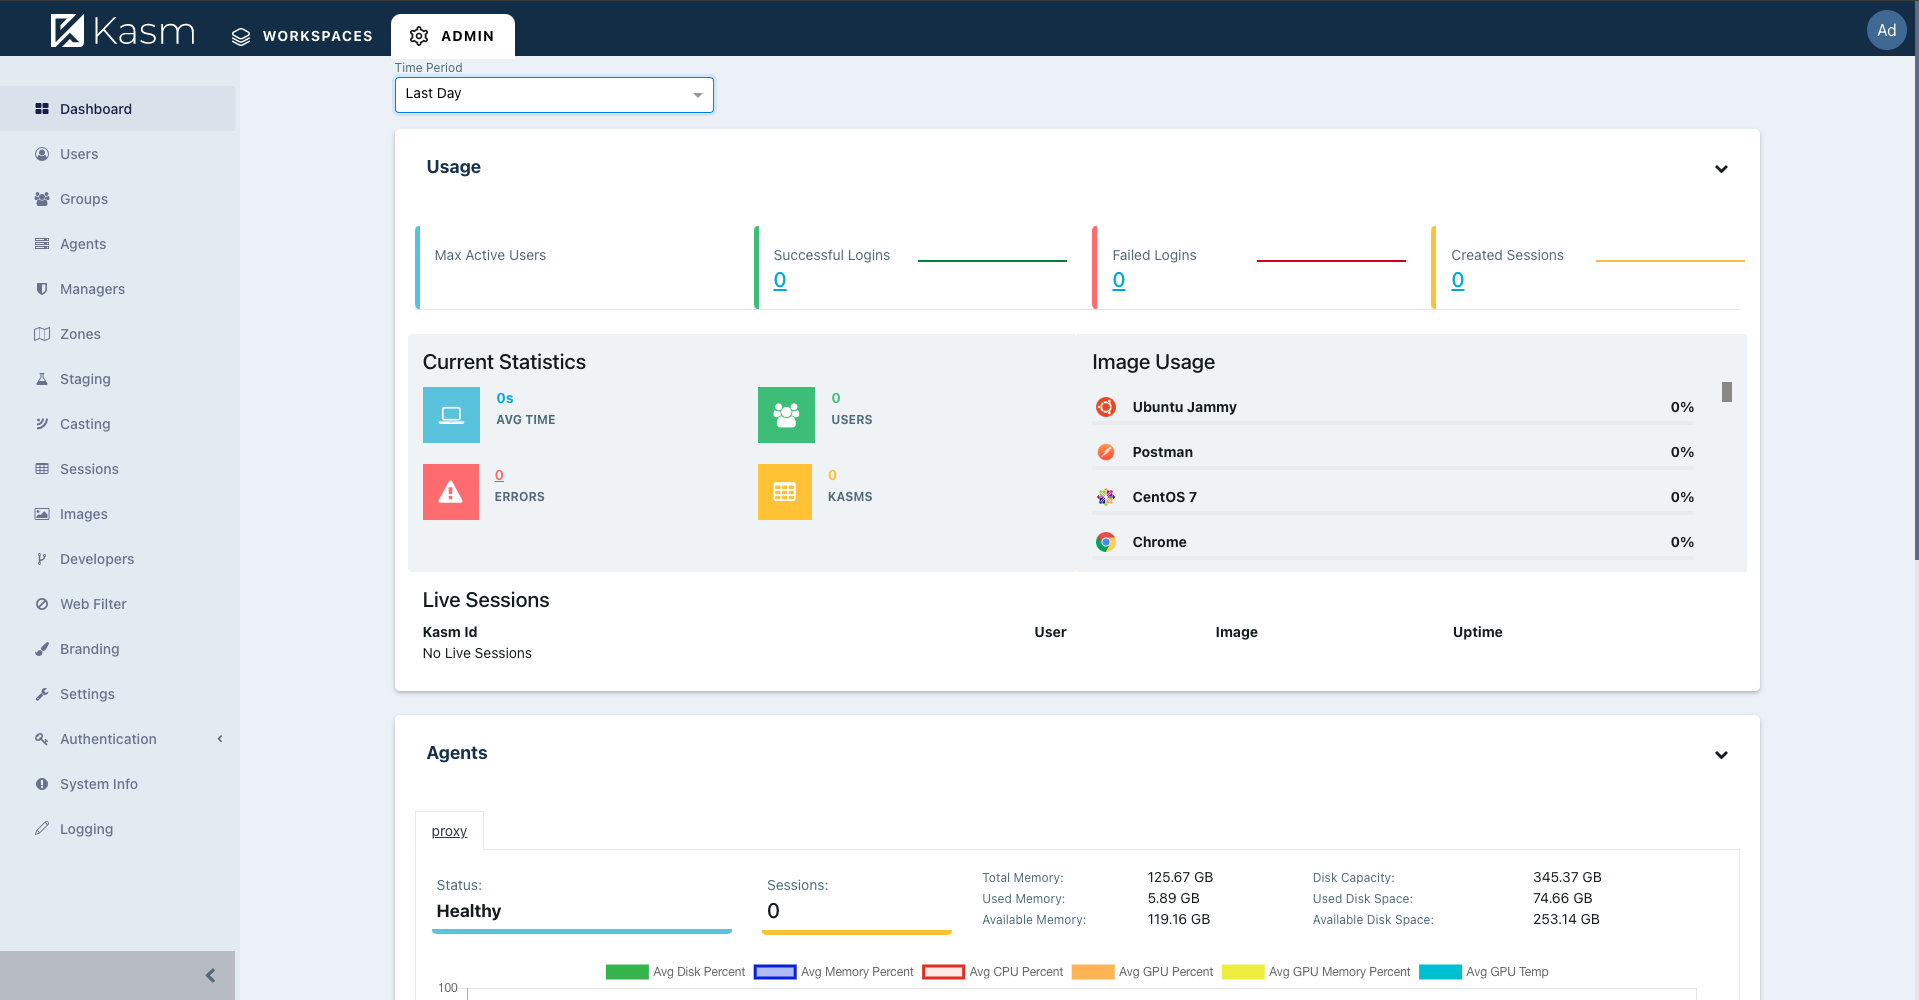 Kasm
WORKSPACES
ADMIN
Ad
Time Period
Last Day
Dashboard
Users
Groups
Agents
Managers
Zones
Staging
Casting
Sessions
Images
Developers
Web Filter
Branding
Settings
Authentication
System Info
Logging
Usage
Max Active Users
Successful Logins
0
Failed Logins
0
Created Sessions
0
Current Statistics
0s
AVG TIME
0
USERS
0
ERRORS
0
KASMS
Image Usage
Ubuntu Jammy 0%
Postman 0%
CentOS 7 0%
Chrome 0%
Live Sessions
Kasm Id User Image Uptime
No Live Sessions
Agents
proxy
Status:
Healthy
Sessions:
0
Total Memory: 125.67 GB
Used Memory: 5.89 GB
Available Memory: 119.16 GB
Disk Capacity: 345.37 GB
Used Disk Space: 74.66 GB
Available Disk Space: 253.14 GB
Avg Disk Percent Avg Memory Percent Avg CPU Percent Avg GPU Percent Avg GPU Memory Percent Avg GPU Temp
100